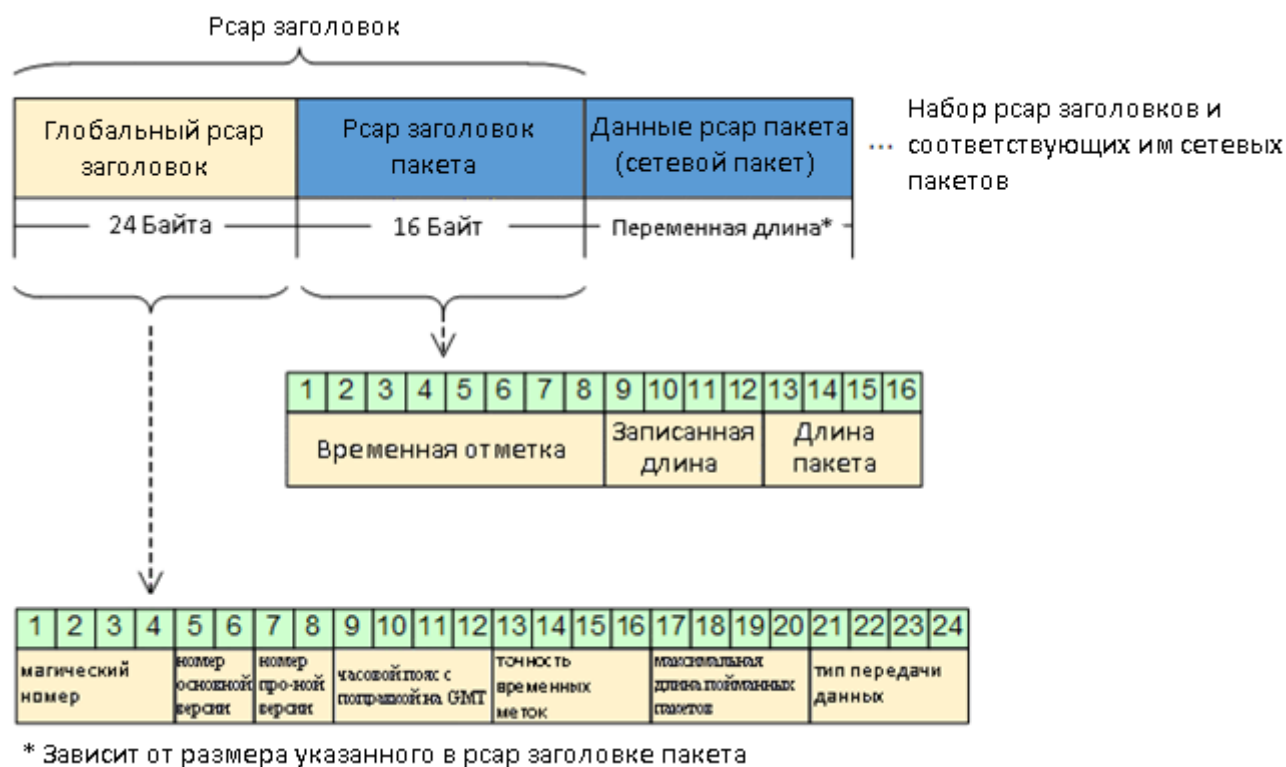 Pcap заголовок
Глобальный pcap
заголовок
Pcap заголовок
пакета
Данные pcap пакета
(сетевой пакет)
... Набор pcap заголовков и
соответствующих им сетевых
пакетов
24 Байта
16 Байт
Переменная длина*
1 2 3 4 5 6 7 8 9 10 11 12 13 14 15 16
Временная отметка
Записанная
длина
Длина
пакета
1 2 3 4 5 6 7 8 9 10 11 12 13 14 15 16 17 18 19 20 21 22 23 24
магический
номер
номер
основной
версии
номер
про-ной
версии
часовой пояс с
поправкой на GMT
точность
временных
меток
максимальная
длина пойманных
пакетов
тип передачи
данных
* Зависит от размера указанного в pcap заголовке пакета